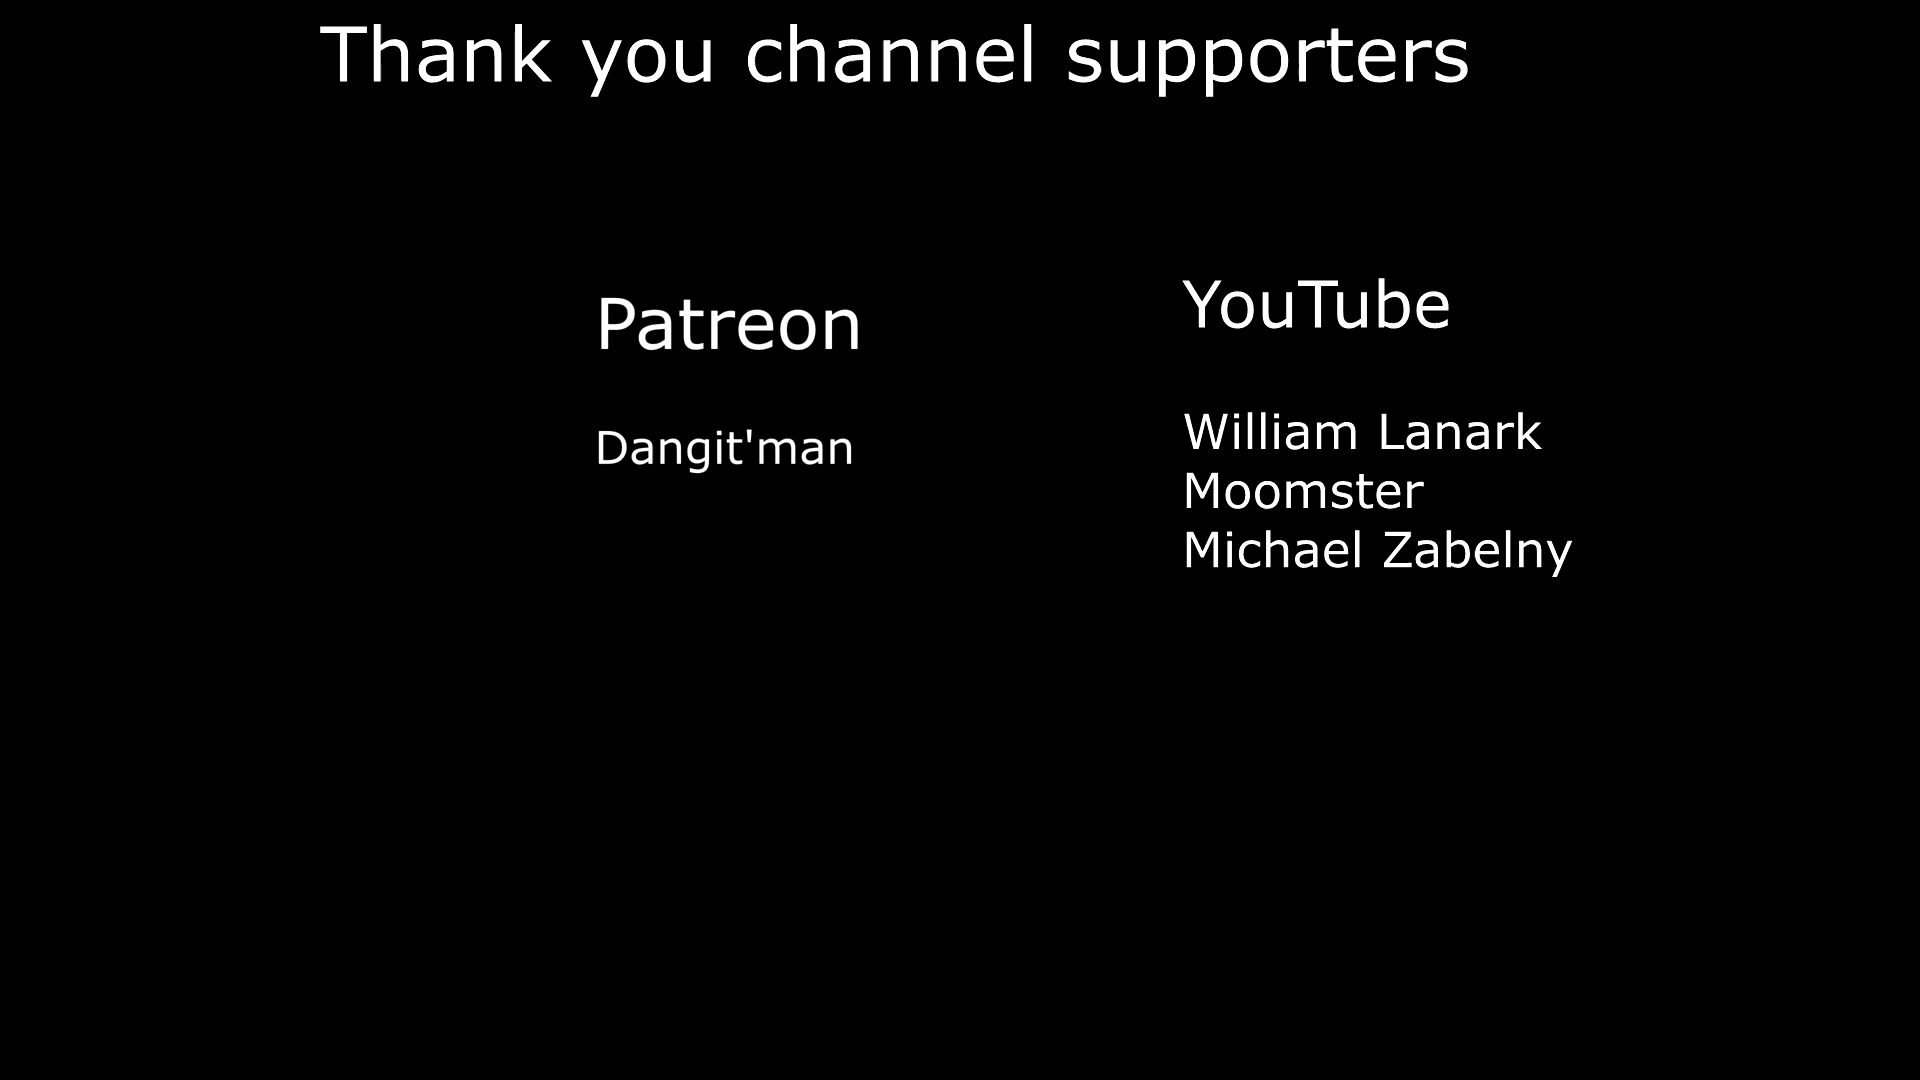 Thank you channel supporters
Patreon
Dangit'man
YouTube
William Lanark
Moomster
Michael Zabelny